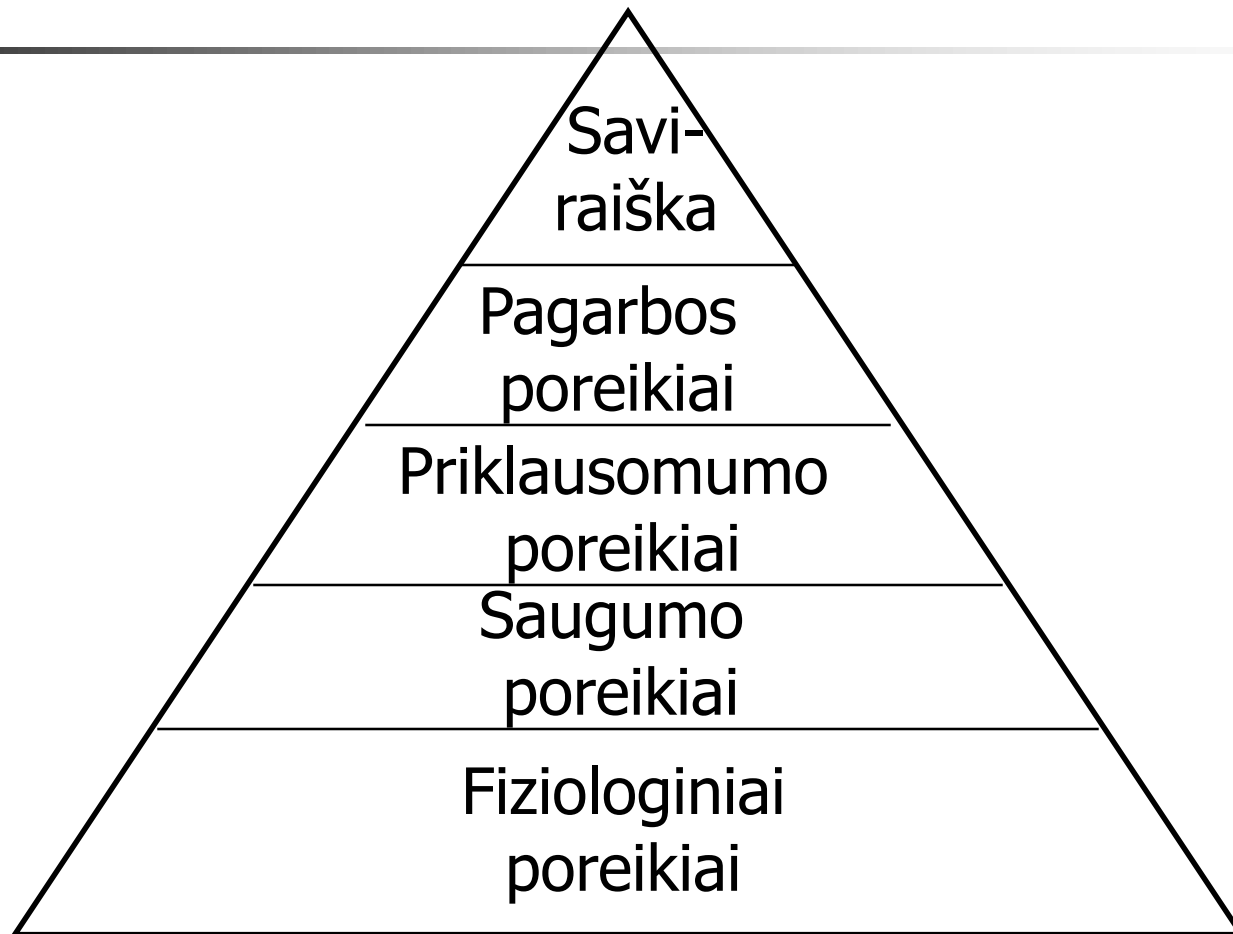 Savi-
raiška
Pagarbos
poreikiai
Priklausomumo
poreikiai
Saugumo
poreikiai
Fiziologiniai
poreikiai